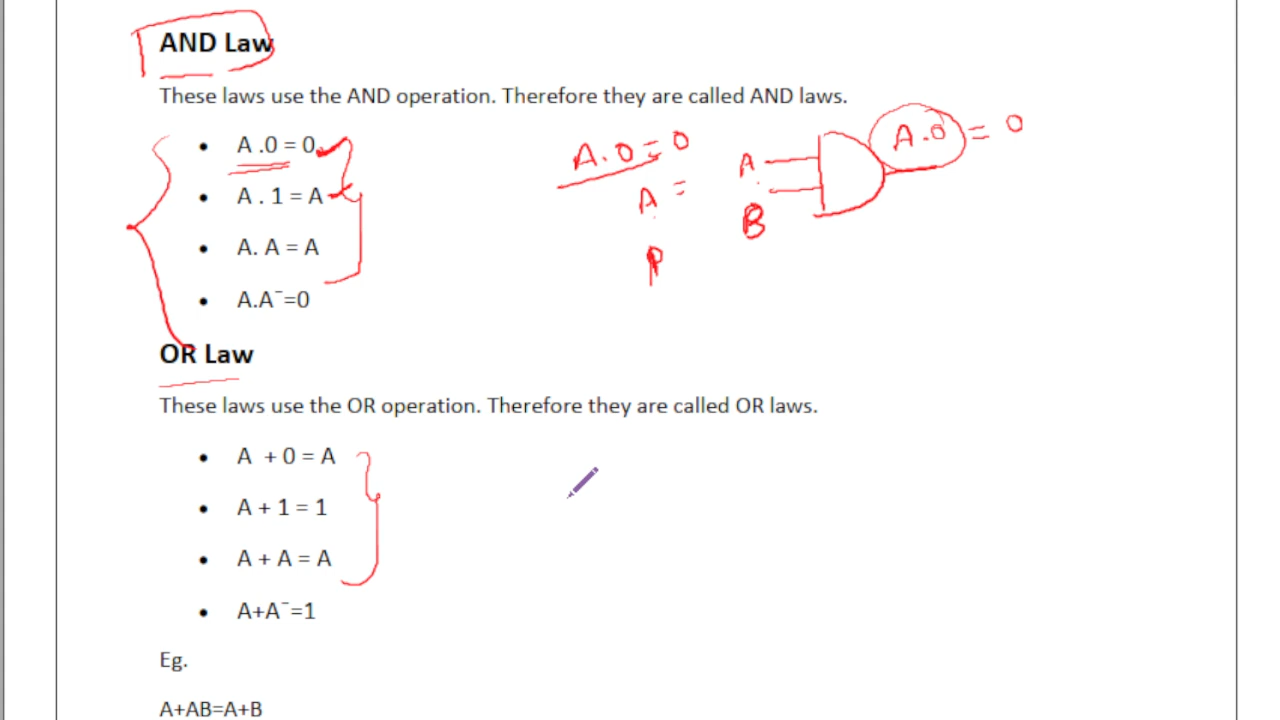 AND Law
These laws use the AND operation. Therefore they are called AND laws.
• A .0 = 0
• A . 1 = A
• A. A = A
• A.A¯=0
A.0=0
A =
P
A
B
A.0 = 0
OR Law
These laws use the OR operation. Therefore they are called OR laws.
• A + 0 = A
• A + 1 = 1
• A + A = A
• A+A¯=1
Eg.
A+AB=A+B